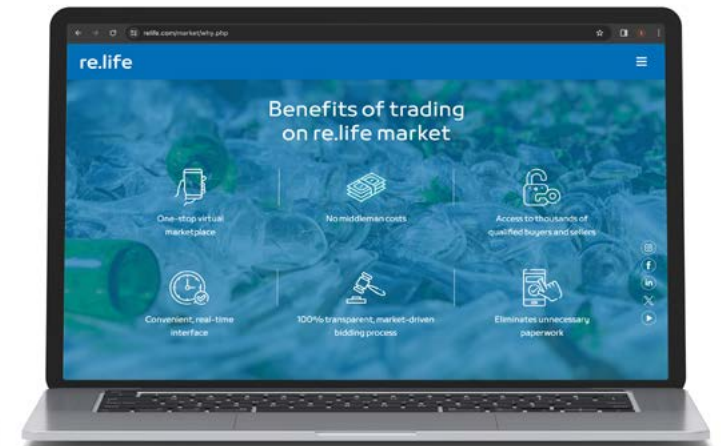 relife.com/market/why.php
re.life
Benefits of trading
on re.life market
One-stop virtual
marketplace
No middleman costs
Access to thousands of
qualified buyers and sellers
Convenient, real-time
interface
100% transparent, market-driven
bidding process
Eliminates unnecessary
paperwork